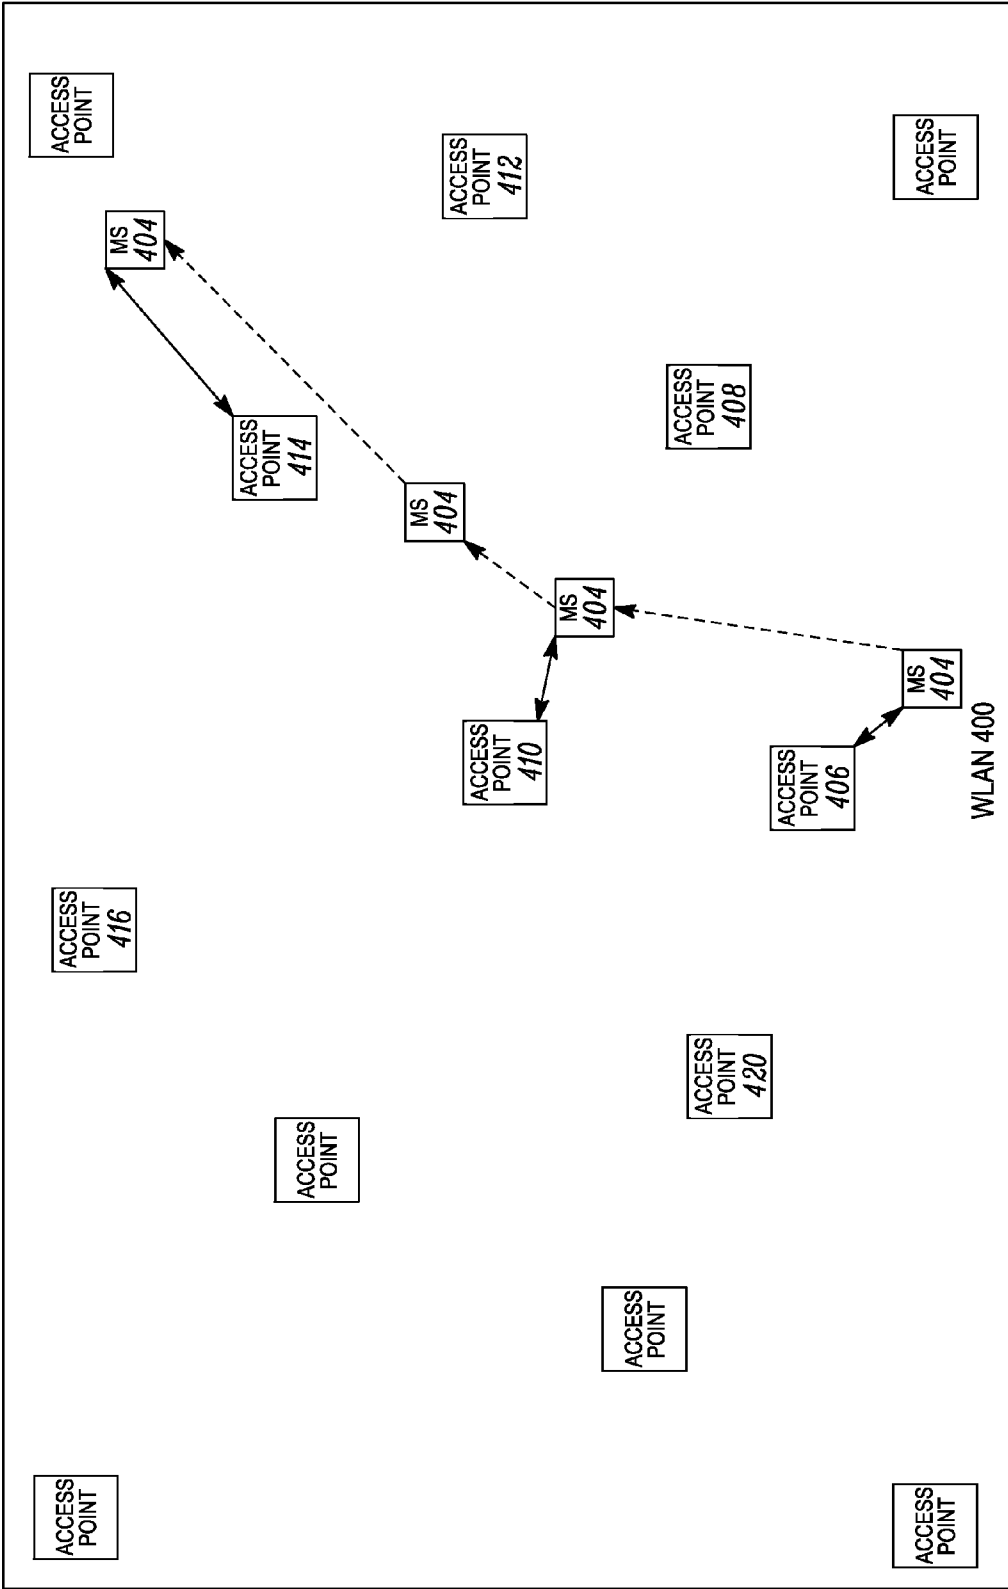 ACCESS
POINT
ACCESS
POINT
416
ACCESS
POINT
MS
404
ACCESS
POINT
414
ACCESS
POINT
MS
404
ACCESS
POINT
410
ACCESS
POINT
412
MS
404
ACCESS
POINT
ACCESS
POINT
408
ACCESS
POINT
420
ACCESS
POINT
406
ACCESS
POINT
MS
404
ACCESS
POINT
WLAN 400